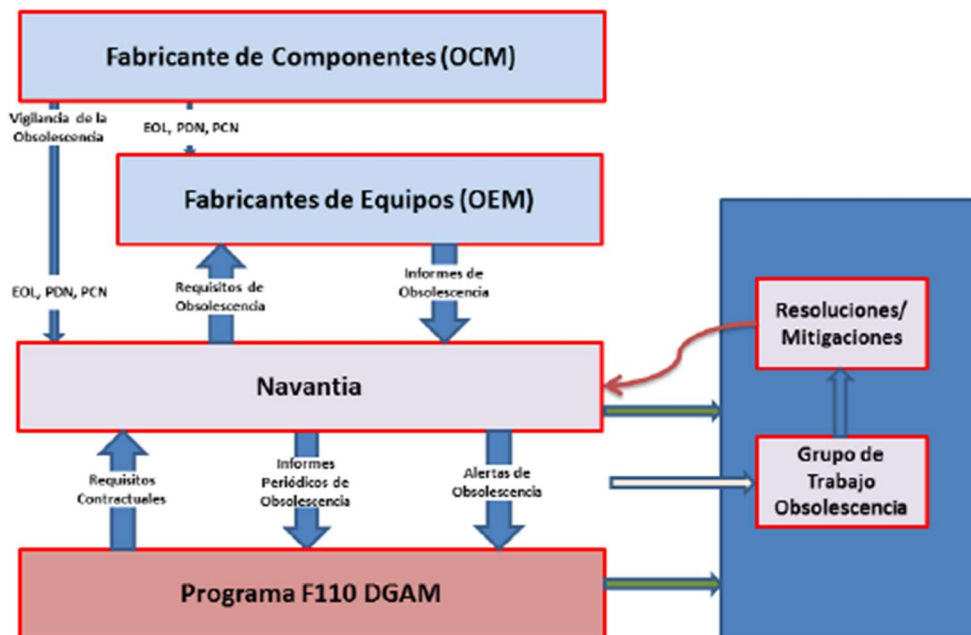 Fabricante de Componentes (OCM)
Vigilancia de la
Obsolescencia
EOL, PDN, PCN
Fabricantes de Equipos (OEM)
EOL, PDN, PCN
Requisitos de
Obsolescencia
Informes de
Obsolescencia
Resoluciones/
Mitigaciones
Navantia
Requisitos
Contractuales
Informes
Periódicos de
Obsolescencia
Alertas de
Obsolescencia
Grupo de
Trabajo
Obsolescencia
Programa F110 DGAM